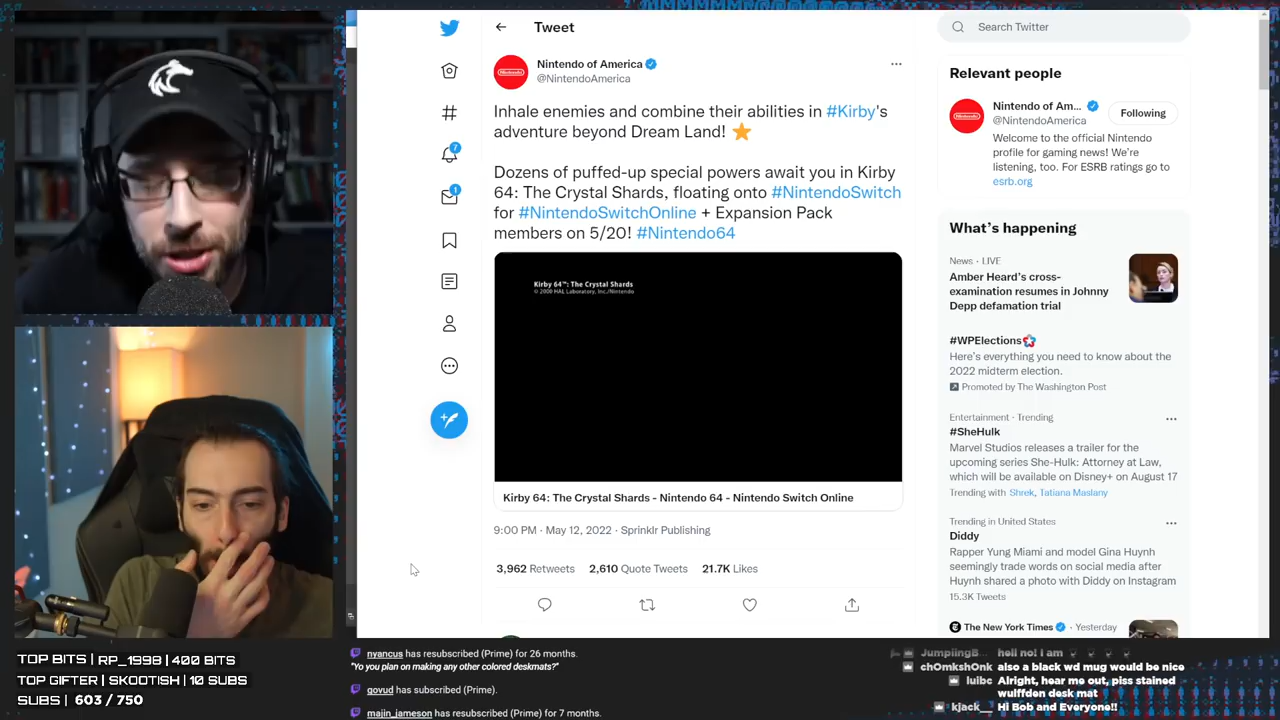 Tweet
Nintendo of America
@NintendoAmerica
Inhale enemies and combine their abilities in #Kirby's
adventure beyond Dream Land!
Dozens of puffed-up special powers await you in Kirby
64: The Crystal Shards, floating onto #NintendoSwitch
for #NintendoSwitchOnline + Expansion Pack
members on 5/20! #Nintendo64
Kirby 64™: The Crystal Shards
© 2000 HAL Laboratory, Inc./Nintendo
Kirby 64: The Crystal Shards - Nintendo 64 - Nintendo Switch Online
9:00 PM · May 12, 2022 · Sprinklr Publishing
3,962 Retweets 2,610 Quote Tweets 21.7K Likes
7
1
Search Twitter
Relevant people
Nintendo of Am...
@NintendoAmerica
Following
Welcome to the official Nintendo
profile for gaming news! We're
listening, too. For ESRB ratings go to
esrb.org
What's happening
News · LIVE
Amber Heard's cross-
examination resumes in Johnny
Depp defamation trial
#WPElections
Here's everything you need to know about the
2022 midterm election.
Promoted by The Washington Post
Entertainment · Trending
#SheHulk
Marvel Studios releases a trailer for the
upcoming series She-Hulk: Attorney at Law,
which will be available on Disney+ on August 17
Trending with Shrek, Tatiana Maslany
Trending in United States
Diddy
Rapper Yung Miami and model Gina Huynh
seemingly trade words on social media after
Huynh shared a photo with Diddy on Instagram
15.3K Tweets
The New York Times · Yesterday
TOP BITS | RP_1998 | 400 BITS
TOP GIFTER | SKOOTISH | 10 SUBS
SUBS | 603 / 750
nyancus has resubscribed (Prime) for 26 months.
"Yo you plan on making any other colored deskmats?"
govud has subscribed (Prime).
majin_jameson has resubscribed (Prime) for 7 months.
JumpiingB... hell no! I am
chOmkshOnk also a black wd mug would be nice
luibc Alright, hear me out, piss stained
wulffden desk mat
kjack__ Hi Bob and Everyone!!